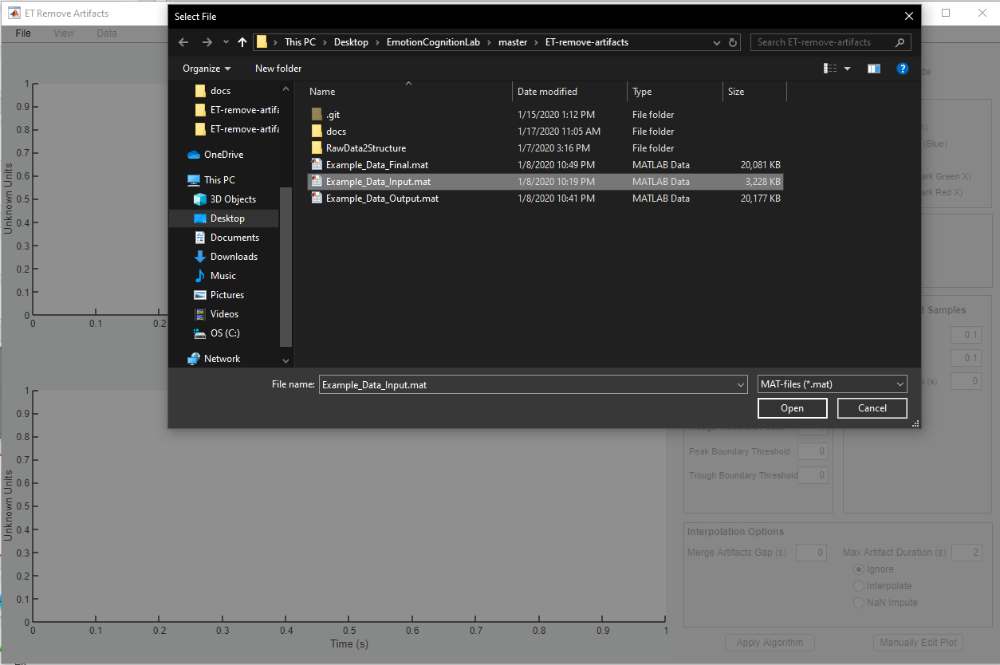 ET Remove Artifacts
File View Data
Select File
This PC > Desktop > EmotionCognitionLab > master > ET-remove-artifacts
Search ET-remove-artifacts
Organize New folder
?
docs
ET-remove-artifa
ET-remove-artifa
OneDrive
This PC
3D Objects
Desktop
Documents
Downloads
Music
Pictures
Videos
OS (C:)
Network
Name Date modified Type Size
.git 1/15/2020 1:12 PM File folder
docs 1/17/2020 11:05 AM File folder
RawData2Structure 1/7/2020 3:16 PM File folder
Example_Data_Final.mat 1/8/2020 10:49 PM MATLAB Data 20,081 KB
Example_Data_Input.mat 1/8/2020 10:19 PM MATLAB Data 3,228 KB
Example_Data_Output.mat 1/8/2020 10:41 PM MATLAB Data 20,177 KB
File name: Example_Data_Input.mat MAT-files (*.mat)
Open Cancel
Unknown Units
1
0.9
0.8
0.7
0.6
0.5
0.4
0.3
0.2
0.1
0
0 0.1 0.2
de
(Blue)
ark Green X)
ark Red X)
Samples
0.1
0.1
(s) 0
Peak Boundary Threshold 0
Trough Boundary Threshold 0
Unknown Units
1
0.9
0.8
0.7
0.6
0.5
0.4
0.3
0.2
0.1
0
0 0.1 0.2 0.3 0.4 0.5 0.6 0.7 0.8 0.9 1
Time (s)
Interpolation Options
Merge Artifacts Gap (s) 0 Max Artifact Duration (s) 2
Ignore
Interpolate
NaN Impute
Apply Algorithm Manually Edit Plot